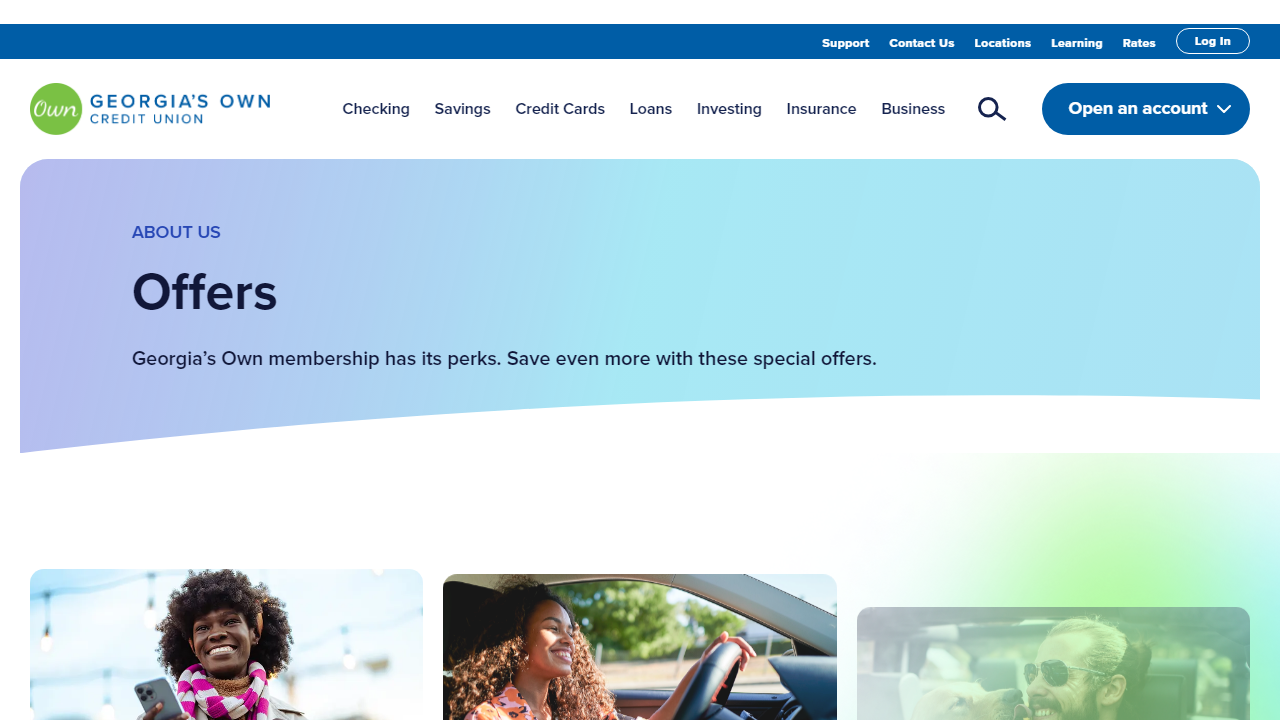 Support Contact Us Locations Learning Rates Log In
Own GEORGIA'S OWN
CREDIT UNION
Checking Savings Credit Cards Loans Investing Insurance Business Open an account
ABOUT US
Offers
Georgia’s Own membership has its perks. Save even more with these special offers.